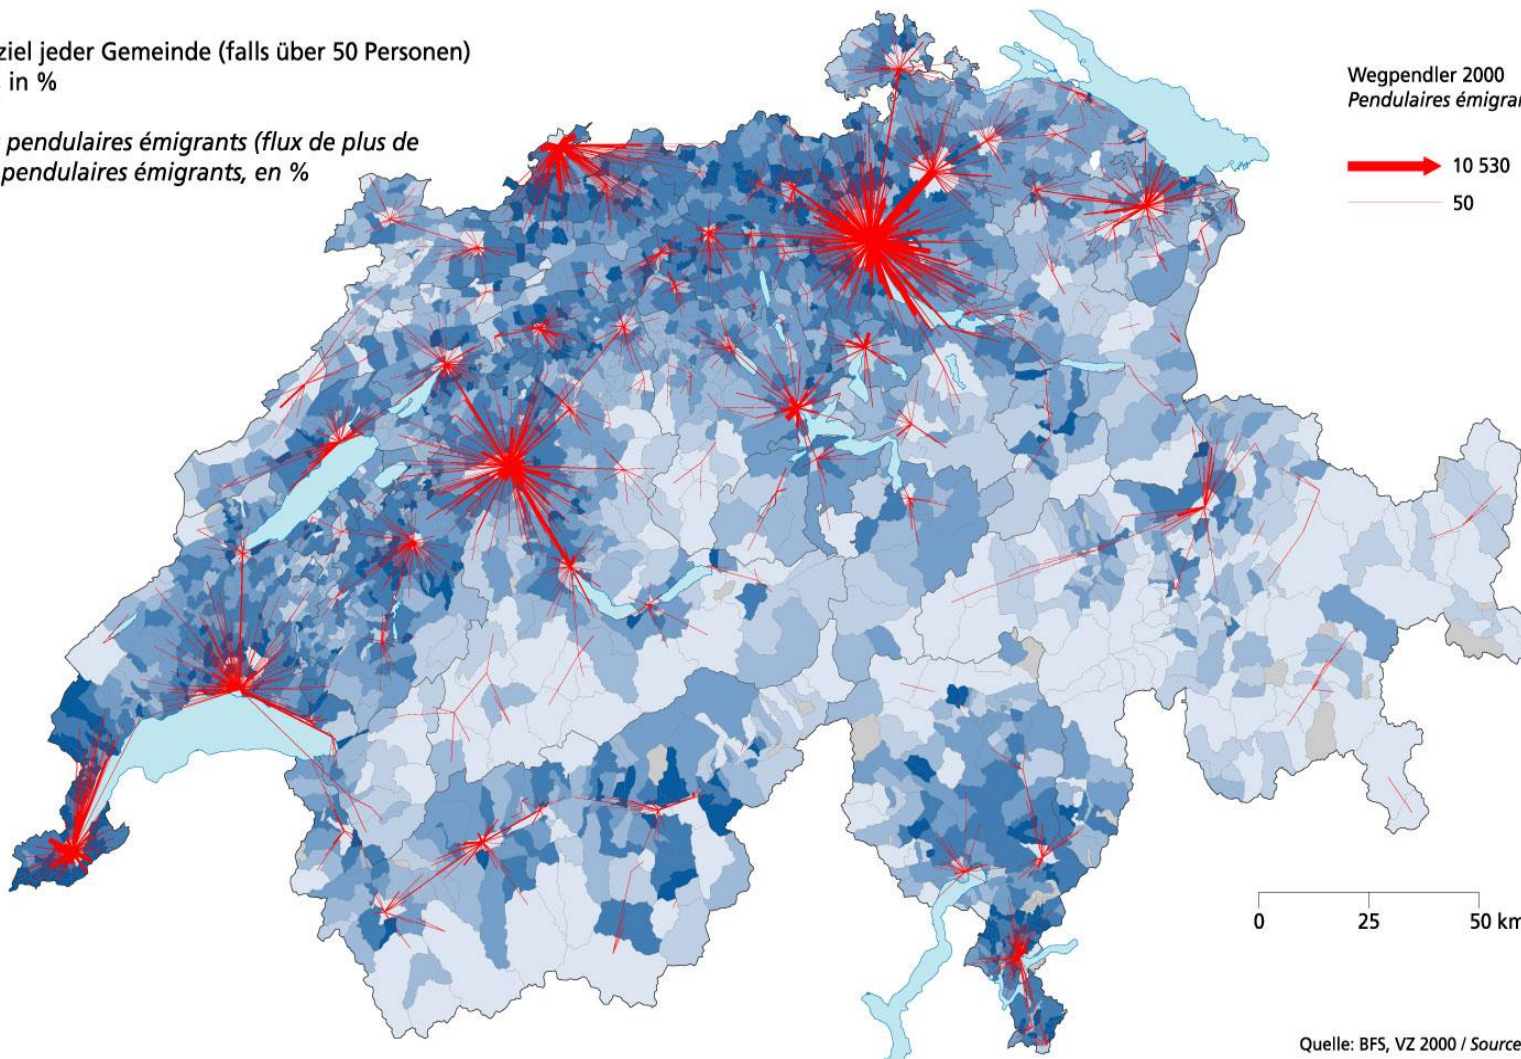 ziel jeder Gemeinde (falls über 50 Personen)
in %
pendulaires émigrants (flux de plus de
pendulaires émigrants, en %
Wegpendler 2000
Pendulaires émigran
10 530
50
0 25 50 km
Quelle: BFS, VZ 2000 / Source